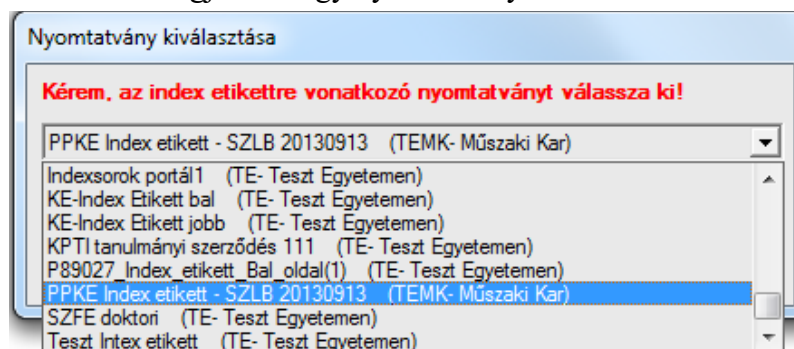 Nyomtatvány kiválasztása
Kérem, az index etikettre vonatkozó nyomtatványt válassza ki!
PPKE Index etikett - SZLB 20130913 (TEMK- Műszaki Kar)
Indexsorok portál1 (TE- Teszt Egyetemen)
KE-Index Etikett bal (TE- Teszt Egyetemen)
KE-Index Etikett jobb (TE- Teszt Egyetemen)
KPTI tanulmányi szerződés 111 (TE- Teszt Egyetemen)
P89027_Index_etikett_Bal_oldal(1) (TE- Teszt Egyetemen)
PPKE Index etikett - SZLB 20130913 (TEMK- Műszaki Kar)
SZFE doktori (TE- Teszt Egyetemen)
Teszt Intex etikett (TE- Teszt Egyetemen)